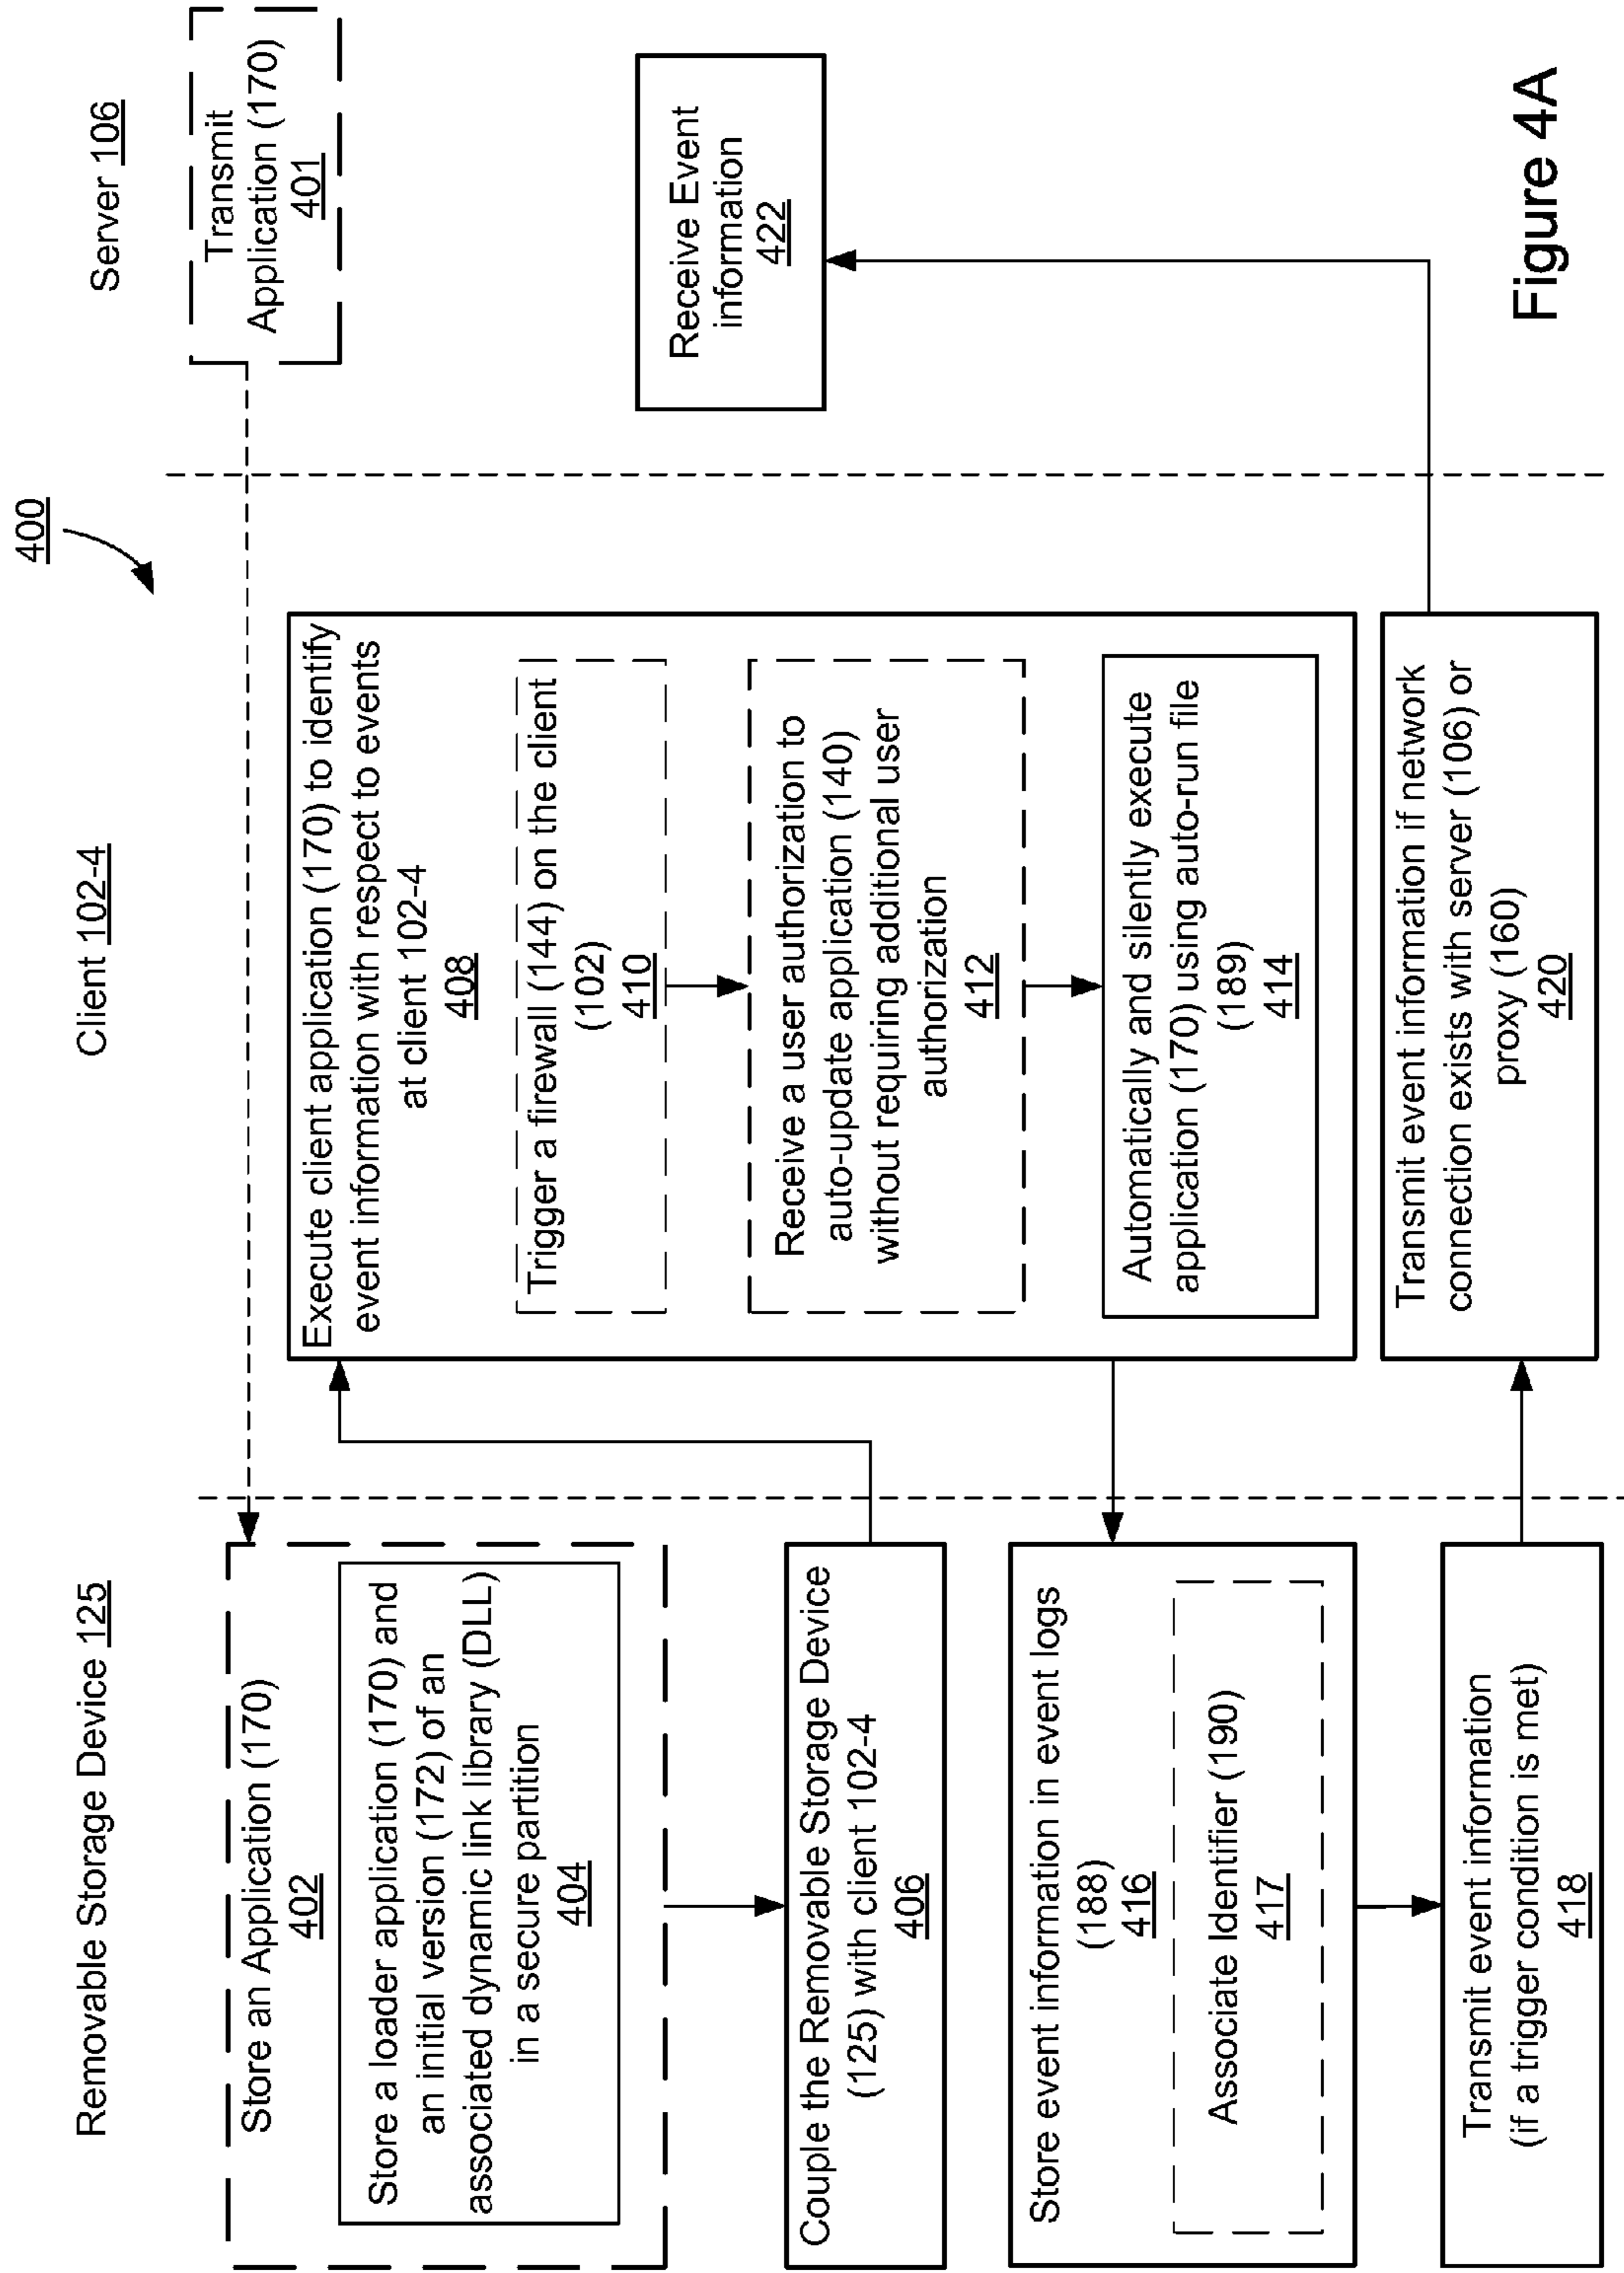 400
Removable Storage Device 125
Client 102-4
Server 106
Transmit
Application (170)
401
Store an Application (170)
402
Store a loader application (170) and
an initial version (172) of an
associated dynamic link library (DLL)
in a secure partition
404
Couple the Removable Storage Device
(125) with client 102-4
406
Execute client application (170) to identify
event information with respect to events
at client 102-4
408
Trigger a firewall (144) on the client
(102)
410
Receive a user authorization to
auto-update application (140)
without requiring additional user
authorization
412
Automatically and silently execute
application (170) using auto-run file
(189)
414
Store event information in event logs
(188)
416
Associate Identifier (190)
417
Transmit event information
(if a trigger condition is met)
418
Transmit event information if network
connection exists with server (106) or
proxy (160)
420
Receive Event
information
422
Figure 4A